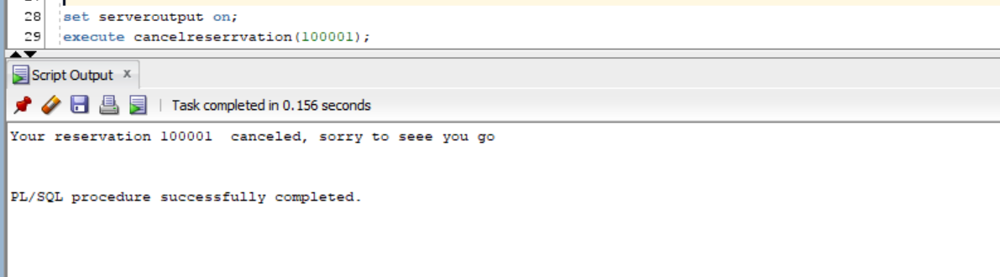 28 set serveroutput on;
29 execute cancelreserrvation(100001);
Script Output x
Task completed in 0.156 seconds
Your reservation 100001  canceled, sorry to seee you go
PL/SQL procedure successfully completed.